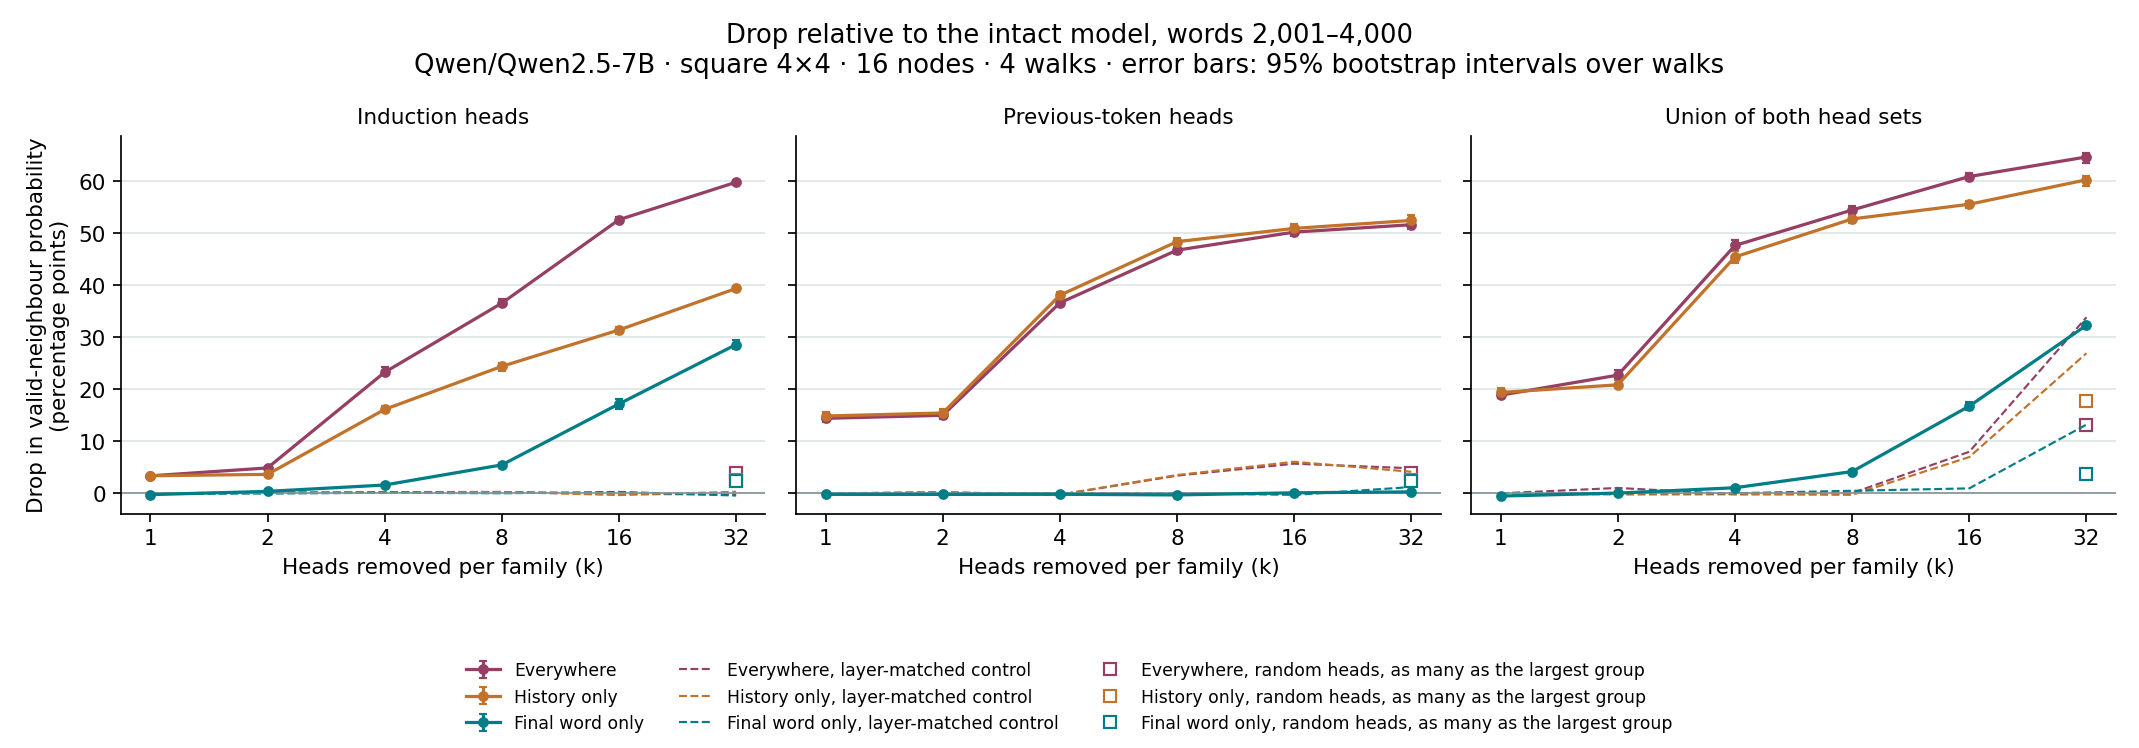 Drop relative to the intact model, words 2,001–4,000
Qwen/Qwen2.5-7B · square 4×4 · 16 nodes · 4 walks · error bars: 95% bootstrap intervals over walks
Induction heads
Previous-token heads
Union of both head sets
Drop in valid-neighbour probability
(percentage points)
60
50
40
30
20
10
0
1 2 4 8 16 32
1 2 4 8 16 32
1 2 4 8 16 32
Heads removed per family (k)
Heads removed per family (k)
Heads removed per family (k)
Everywhere
History only
Final word only
Everywhere, layer-matched control
History only, layer-matched control
Final word only, layer-matched control
Everywhere, random heads, as many as the largest group
History only, random heads, as many as the largest group
Final word only, random heads, as many as the largest group